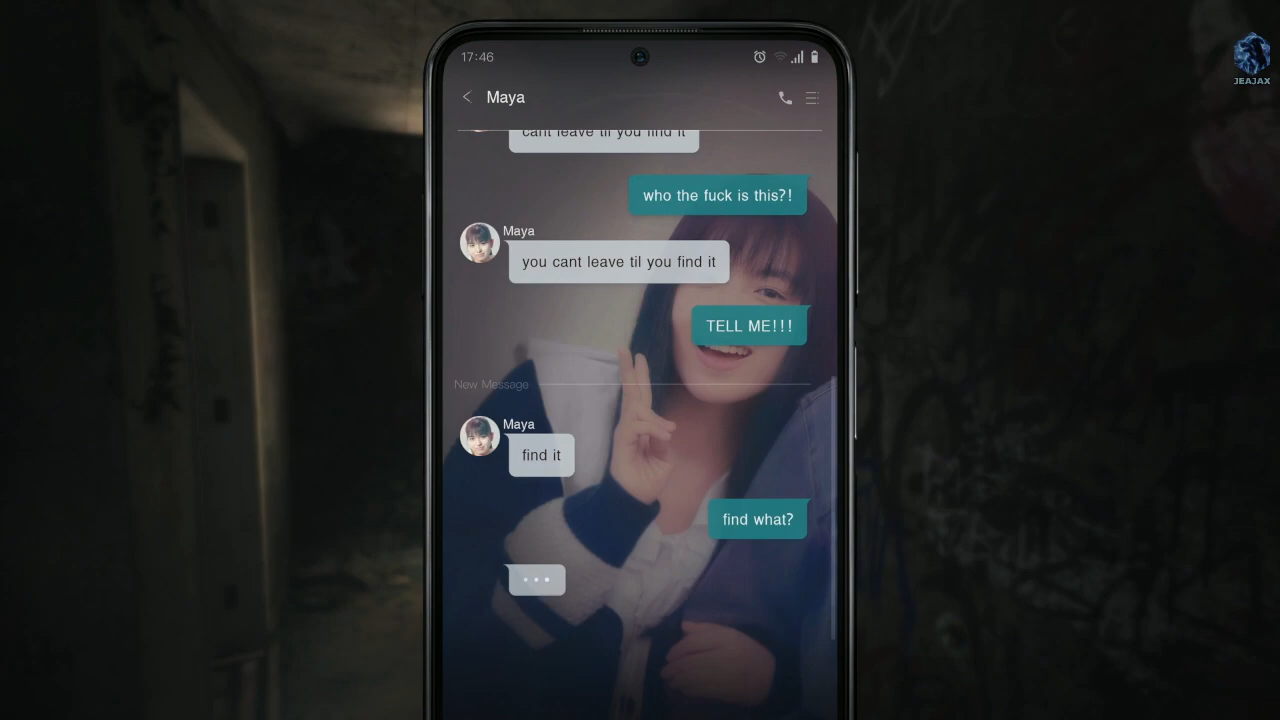 17:46
JEAJAX
Maya
cant leave til you find it
who the fuck is this?!
Maya
you cant leave til you find it
TELL ME!!!
New Message
Maya
find it
find what?